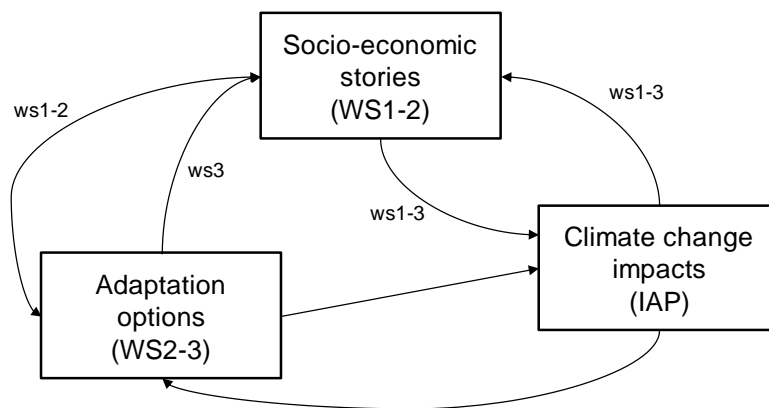 Socio-economic
stories
(WS1-2)
ws1-2
ws3
ws1-3
ws1-3
Climate change
impacts
(IAP)
Adaptation
options
(WS2-3)